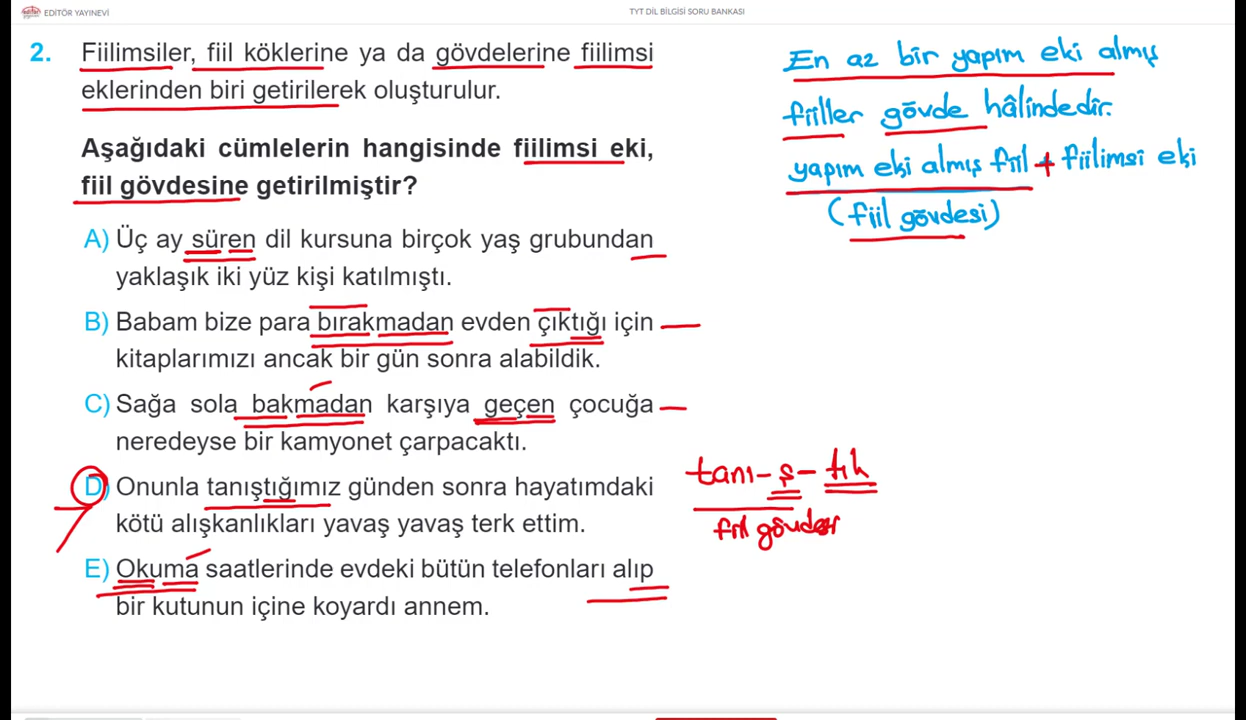 EDİTÖR YAYINEVİ
TYT DİL BİLGİSİ SORU BANKASI
2. Fiilimsiler, fiil köklerine ya da gövdelerine fiilimsi
eklerinden biri getirilerek oluşturulur.
Aşağıdaki cümlelerin hangisinde fiilimsi eki,
fiil gövdesine getirilmiştir?
A) Üç ay süren dil kursuna birçok yaş grubundan
yaklaşık iki yüz kişi katılmıştı.
B) Babam bize para bırakmadan evden çıktığı için
kitaplarımızı ancak bir gün sonra alabildik.
C) Sağa sola bakmadan karşıya geçen çocuğa
neredeyse bir kamyonet çarpacaktı.
D) Onunla tanıştığımız günden sonra hayatımdaki
kötü alışkanlıkları yavaş yavaş terk ettim.
E) Okuma saatlerinde evdeki bütün telefonları alıp
bir kutunun içine koyardı annem.
En az bir yapım eki almış
fiiller gövde hâlindedir.
yapım eki almış fiil + fiilimsi eki
(fiil gövdesi)
tanı-ş-tık
fiil gövdesi